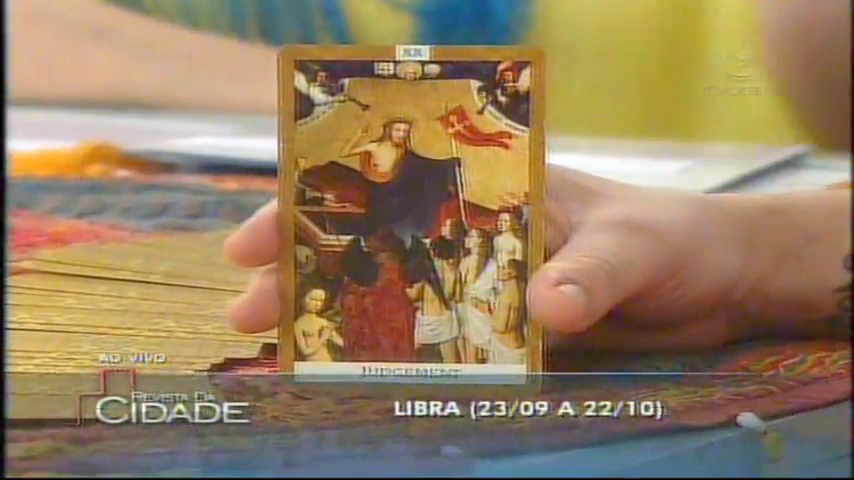 XX
JUDGEMENT
AO VIVO
REVISTA DA
CIDADE
LIBRA (23/09 A 22/10)